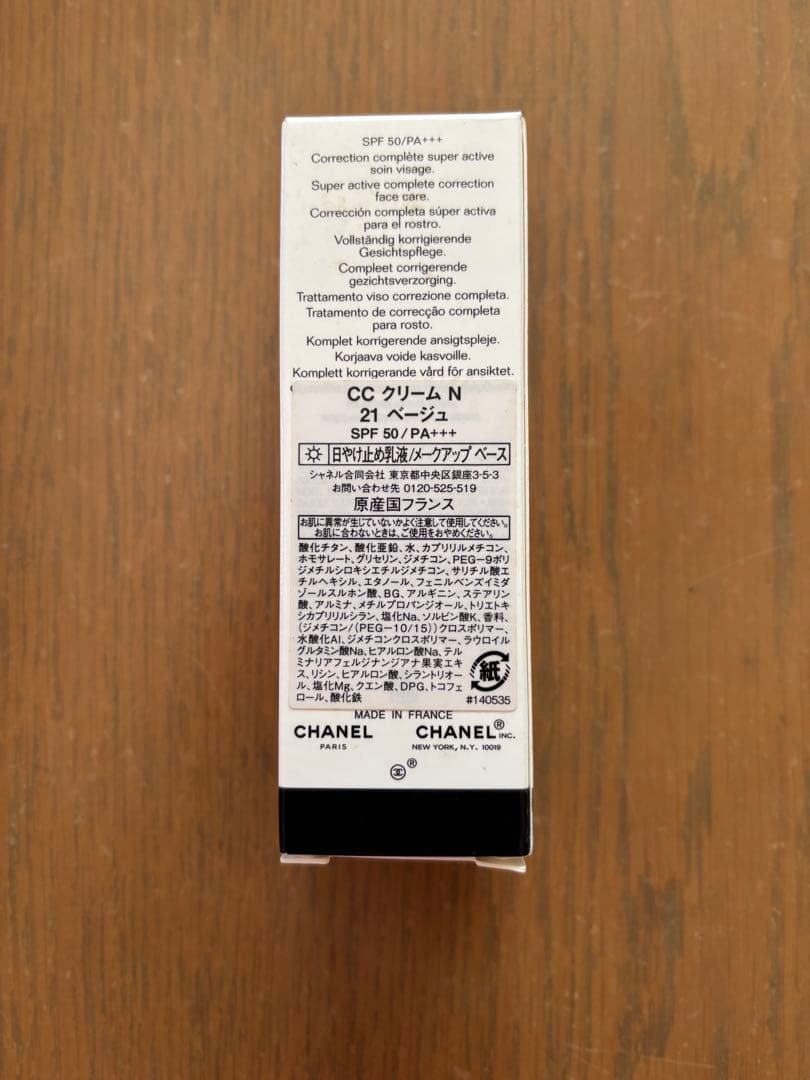 SPF 50/PA+++
Correction complète super active
soin visage.
Super active complete correction
face care.
Corrección completa súper activa
para el rostro.
Vollständig korrigierende
Gesichtspflege.
Compleet corrigerende
gezichtsverzorging.
Trattamento viso correzione completa.
Tratamento de correcção completa
para rosto.
Komplet korrigerende ansigtspleje.
Korjaava voide kasvoille.
Komplett korrigerande vård för ansiktet.
CC クリーム N
21 ベージュ
SPF 50/PA+++
日やけ止め乳液/メークアップ ベース
シャネル合同会社 東京都中央区銀座3-5-3
お問い合わせ先 0120-525-519
原産国フランス
お肌に異常が生じていないかよく注意して使用してください。
お肌に合わないときは、ご使用をおやめください。
酸化チタン、酸化亜鉛、水、カプリリルメチコン、
ホモサレート、グリセリン、ジメチコン、PEG-9ポリ
ジメチルシロキシエチルジメチコン、サリチル酸エ
チルヘキシル、エタノール、フェニルベンズイミダ
ゾールスルホン酸、BG、アルギニン、ステアリン
酸、アルミナ、メチルプロパンジオール、トリエトキ
シカプリリルシラン、塩化Na、ソルビン酸K、香料、
(ジメチコン/(PEG-10/15))クロスポリマー、
水酸化Al、ジメチコンクロスポリマー、ラウロイル
グルタミン酸Na、ヒアルロン酸Na、テル
ミナリアフェルジナンジアナ果実エキ
ス、リシン、ヒアルロン酸、シラントリオー
ル、塩化Mg、クエン酸、DPG、トコフェ
ロール、酸化鉄
紙
#140535
MADE IN FRANCE
CHANEL CHANEL® INC.
PARIS NEW YORK, N.Y. 10019
®